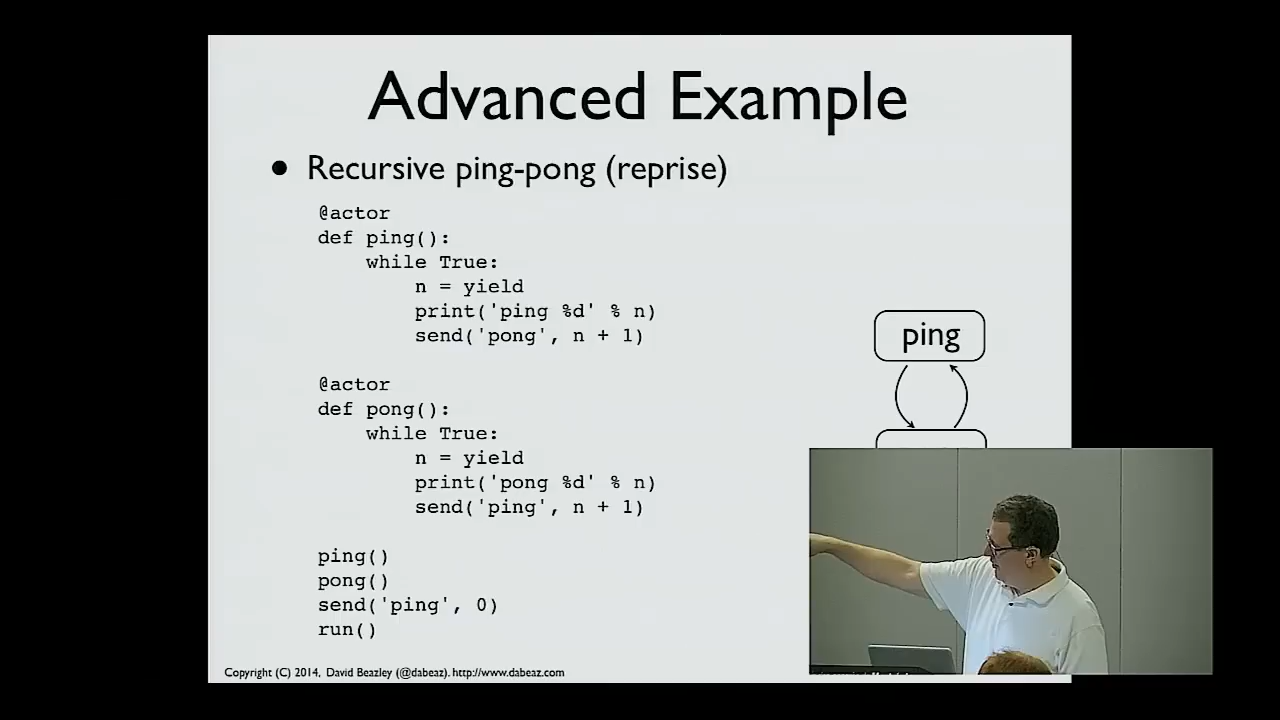 Advanced Example
• Recursive ping-pong (reprise)
@actor
def ping():
    while True:
        n = yield
        print('ping %d' % n)
        send('pong', n + 1)
@actor
def pong():
    while True:
        n = yield
        print('pong %d' % n)
        send('ping', n + 1)
ping()
pong()
send('ping', 0)
run()
ping
Copyright (C) 2014, David Beazley (@dabeaz). http://www.dabeaz.com